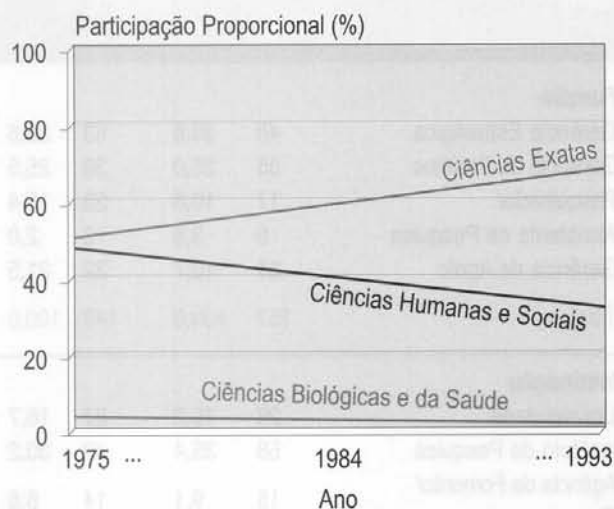 Participação Proporcional (%)
100
80
60
40
20
0
Ciências Exatas
Ciências Humanas e Sociais
Ciências Biológicas e da Saúde
1975 ... 1984 ... 1993
Ano